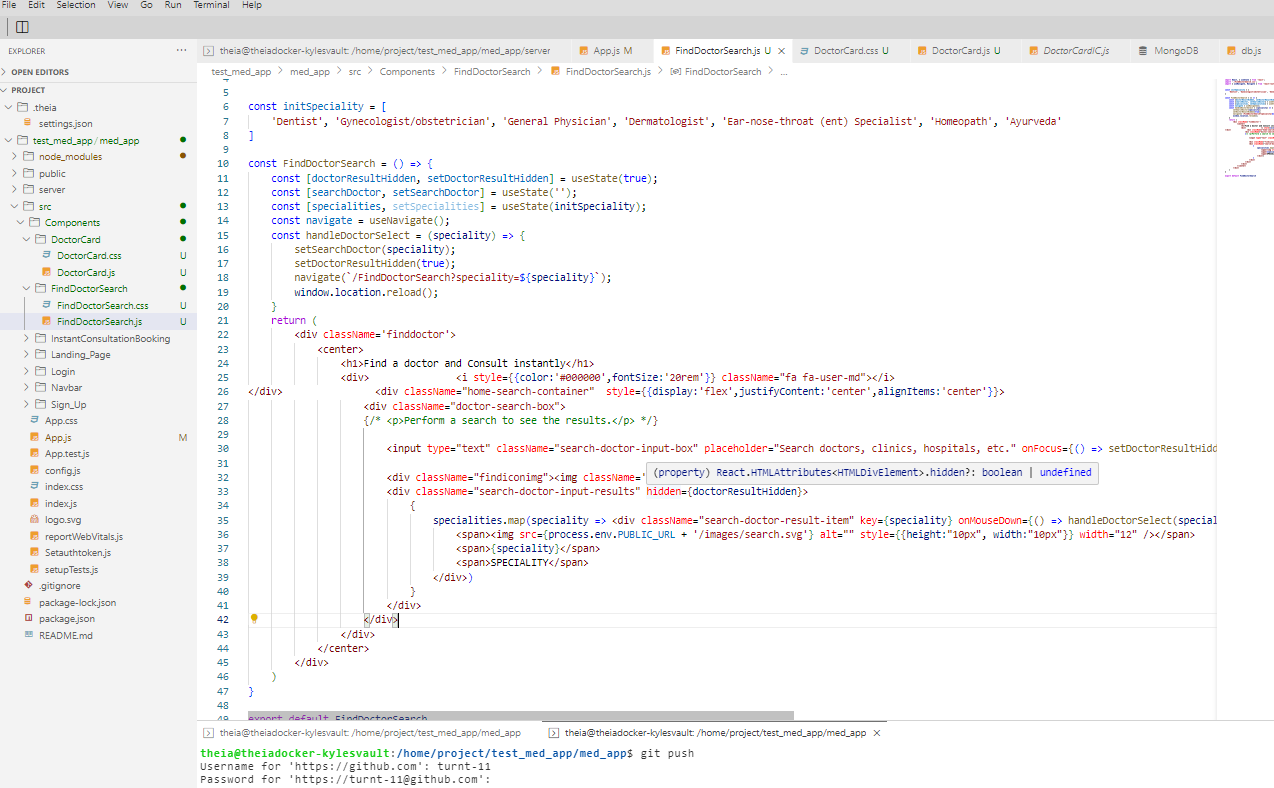 File Edit Selection View Go Run Terminal Help
EXPLORER ...
OPEN EDITORS
PROJECT
.theia
settings.json
test_med_app / med_app
node_modules
public
server
src
Components
DoctorCard
DoctorCard.css U
DoctorCard.js U
FindDoctorSearch
FindDoctorSearch.css U
FindDoctorSearch.js U
InstantConsultationBooking
Landing_Page
Login
Navbar
Sign_Up
App.css
App.js M
App.test.js
config.js
index.css
index.js
logo.svg
reportWebVitals.js
Setauthtoken.js
setupTests.js
.gitignore
package-lock.json
package.json
README.md
theia@theiadocker-kylesvault: /home/project/test_med_app/med_app/server App.js M FindDoctorSearch.js U DoctorCard.css U DoctorCard.js U DoctorCardIC.js MongoDB db.js
test_med_app > med_app > src > Components > FindDoctorSearch > FindDoctorSearch.js > FindDoctorSearch > ...
4
5
6 const initSpeciality = [
7 'Dentist', 'Gynecologist/obstetrician', 'General Physician', 'Dermatologist', 'Ear-nose-throat (ent) Specialist', 'Homeopath', 'Ayurveda'
8 ]
9
10 const FindDoctorSearch = () => {
11 const [doctorResultHidden, setDoctorResultHidden] = useState(true);
12 const [searchDoctor, setSearchDoctor] = useState('');
13 const [specialities, setSpecialities] = useState(initSpeciality);
14 const navigate = useNavigate();
15 const handleDoctorSelect = (speciality) => {
16 setSearchDoctor(speciality);
17 setDoctorResultHidden(true);
18 navigate(`/FindDoctorSearch?speciality=${speciality}`);
19 window.location.reload();
20 }
21 return (
22 <div className='finddoctor'>
23 <center>
24 <h1>Find a doctor and Consult instantly</h1>
25 <div> <i style={{color:'#000000',fontSize:'20rem'}} className="fa fa-user-md"></i>
26 </div> <div className="home-search-container" style={{display:'flex',justifyContent:'center',alignItems:'center'}}>
27 <div className="doctor-search-box">
28 {/* <p>Perform a search to see the results.</p> */}
29
30 <input type="text" className="search-doctor-input-box" placeholder="Search doctors, clinics, hospitals, etc." onFocus={() => setDoctorResultHidd
31
32 <div className="findiconimg"><img className='
(property) React.HTMLAttributes<HTMLDivElement>.hidden?: boolean | undefined
33 <div className="search-doctor-input-results" hidden={doctorResultHidden}>
34 {
35 specialities.map(speciality => <div className="search-doctor-result-item" key={speciality} onMouseDown={() => handleDoctorSelect(special
36 <span><img src={process.env.PUBLIC_URL + '/images/search.svg'} alt="" style={{height:"10px", width:"10px"}} width="12" /></span>
37 <span>{speciality}</span>
38 <span>SPECIALITY</span>
39 </div>)
40 }
41 </div>
42 </div>
43 </div>
44 </center>
45 </div>
46 )
47 }
48
49 export default FindDoctorSearch
theia@theiadocker-kylesvault: /home/project/test_med_app/med_app theia@theiadocker-kylesvault: /home/project/test_med_app/med_app
theia@theiadocker-kylesvault:/home/project/test_med_app/med_app$ git push
Username for 'https://github.com': turnt-11
Password for 'https://turnt-11@github.com':